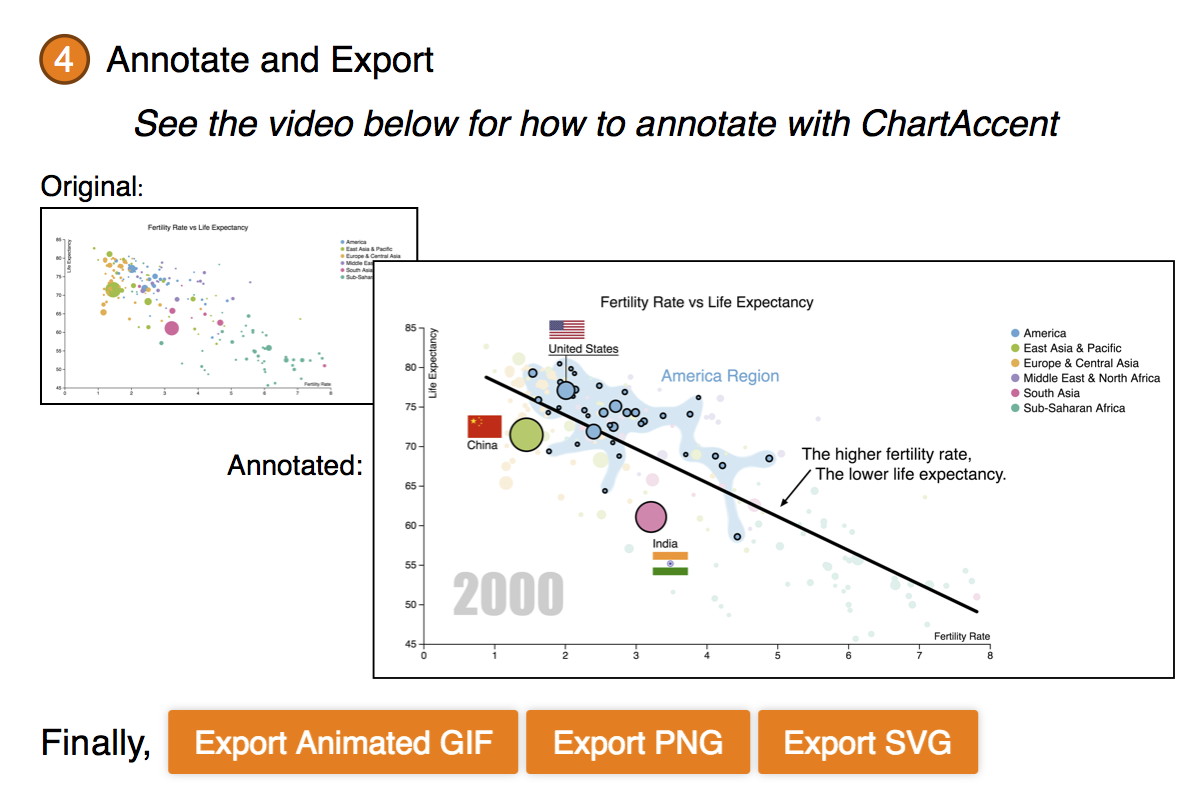 4 Annotate and Export
See the video below for how to annotate with ChartAccent
Original:
Fertility Rate vs Life Expectancy
Life Expectancy
85
80
75
70
65
60
55
50
45
0 1 2 3 4 5 6 7 8
Fertility Rate
America
East Asia & Pacific
Europe & Central Asia
Middle Eas
South Asia
Sub-Sahar
Annotated:
Fertility Rate vs Life Expectancy
Life Expectancy
85
80
75
70
65
60
55
50
45
0 1 2 3 4 5 6 7 8
Fertility Rate
United States
America Region
China
India
The higher fertility rate,
The lower life expectancy.
2000
America
East Asia & Pacific
Europe & Central Asia
Middle East & North Africa
South Asia
Sub-Saharan Africa
Finally, Export Animated GIF Export PNG Export SVG